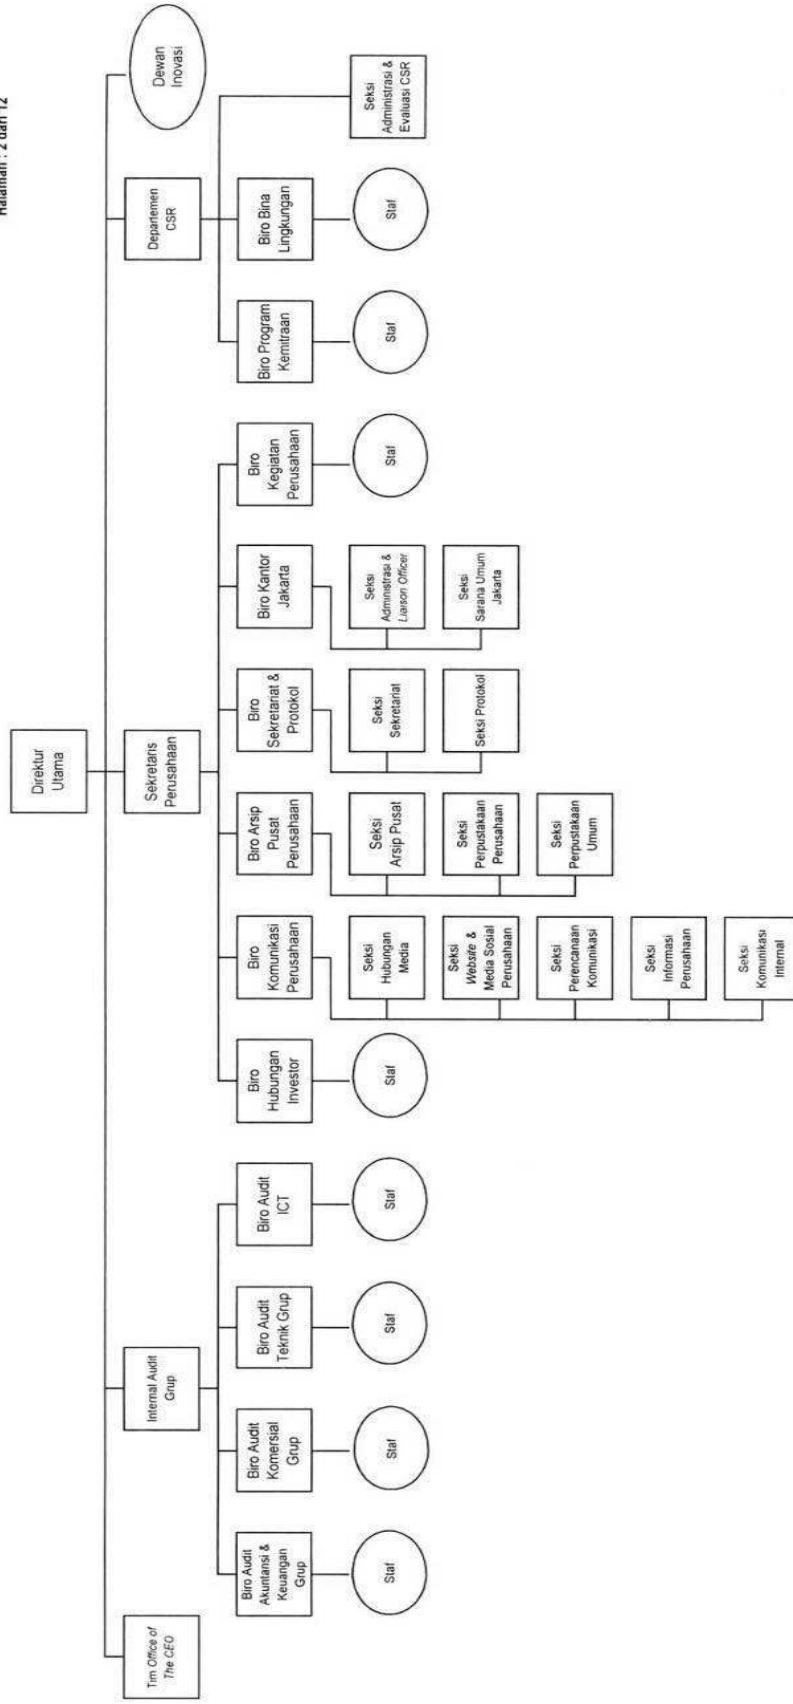 Halaman : 2 dari 12
Direktur
Utama
Tim Office of
The CEO
Internal Audit
Grup
Sekretaris
Perusahaan
Departemen
CSR
Dewan
Inovasi
Biro Audit
Akuntansi &
Keuangan
Grup
Biro Audit
Komersial
Grup
Biro Audit
Teknik Grup
Biro Audit
ICT
Biro
Hubungan
Investor
Biro
Komunikasi
Perusahaan
Biro Arsip
Pusat
Perusahaan
Biro
Sekretariat &
Protokol
Biro Kantor
Jakarta
Biro
Kegiatan
Perusahaan
Biro Program
Kemitraan
Biro Bina
Lingkungan
Staf
Staf
Staf
Staf
Staf
Seksi
Hubungan
Media
Seksi
Arsip Pusat
Seksi
Sekretariat
Seksi
Administrasi &
Liaison Officer
Staf
Staf
Staf
Seksi
Administrasi &
Evaluasi CSR
Seksi
Website &
Media Sosial
Perusahaan
Seksi
Perpustakaan
Perusahaan
Seksi Protokol
Seksi
Sarana Umum
Jakarta
Seksi
Perencanaan
Komunikasi
Seksi
Perpustakaan
Umum
Seksi
Informasi
Perusahaan
Seksi
Komunikasi
Internal